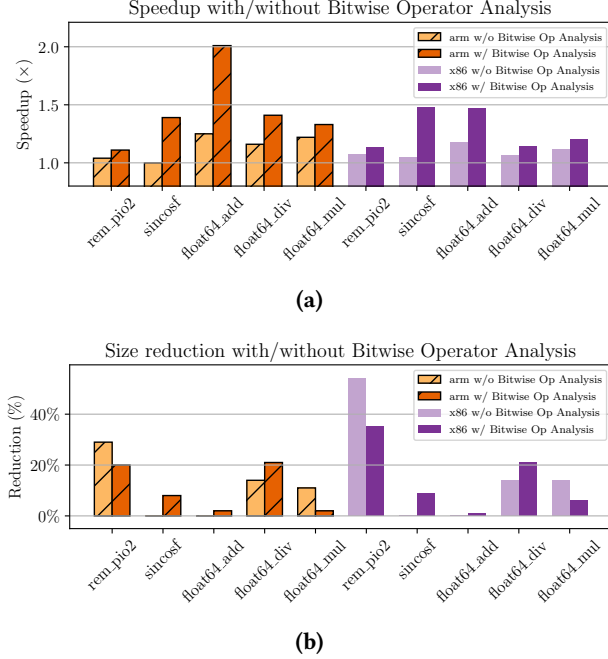 Speedup with/without Bitwise Operator Analysis
Speedup (×)
2.0
1.5
1.0
arm w/o Bitwise Op Analysis
arm w/ Bitwise Op Analysis
x86 w/o Bitwise Op Analysis
x86 w/ Bitwise Op Analysis
rem_pio2
sincosf
float64_add
float64_div
float64_mul
rem_pio2
sincosf
float64_add
float64_div
float64_mul
(a)
Size reduction with/without Bitwise Operator Analysis
Reduction (%)
40%
20%
0%
arm w/o Bitwise Op Analysis
arm w/ Bitwise Op Analysis
x86 w/o Bitwise Op Analysis
x86 w/ Bitwise Op Analysis
rem_pio2
sincosf
float64_add
float64_div
float64_mul
rem_pio2
sincosf
float64_add
float64_div
float64_mul
(b)